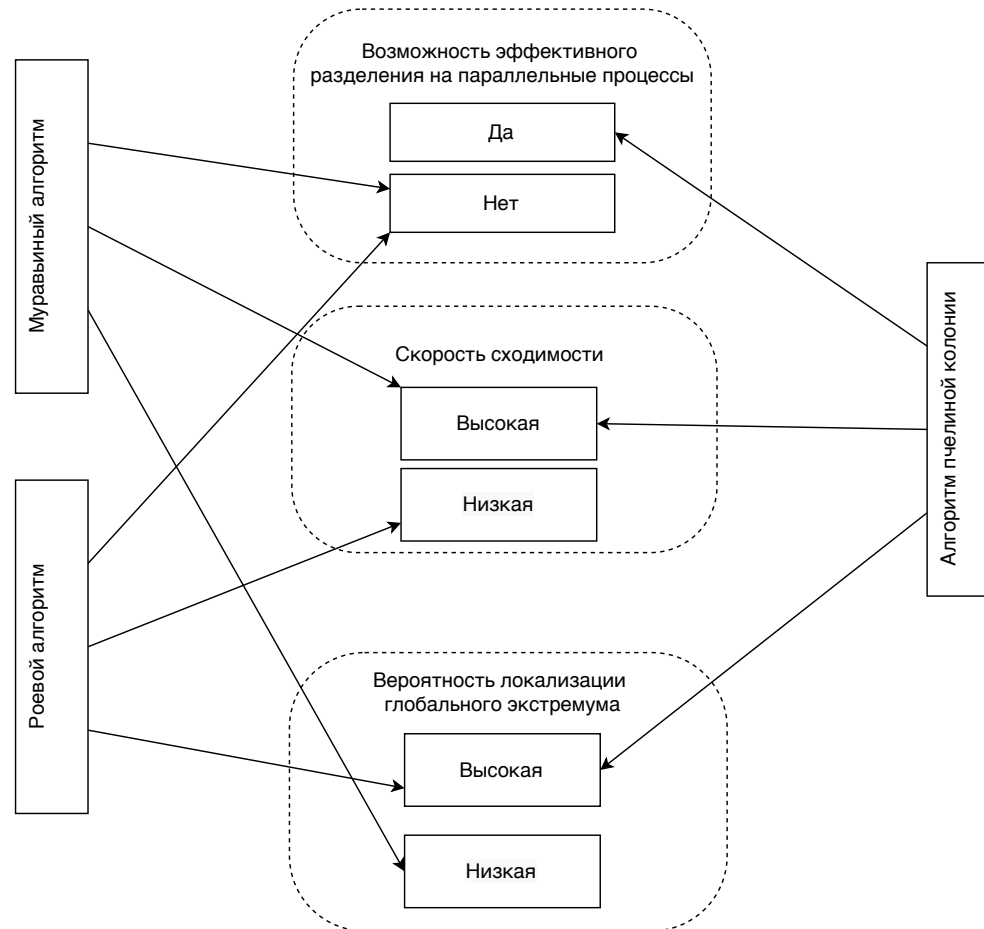 Возможность эффективного
разделения на параллельные процессы
Да
Нет
Муравьиный алгоритм
Скорость сходимости
Высокая
Низкая
Алгоритм пчелиной колонии
Роевой алгоритм
Вероятность локализации
глобального экстремума
Высокая
Низкая